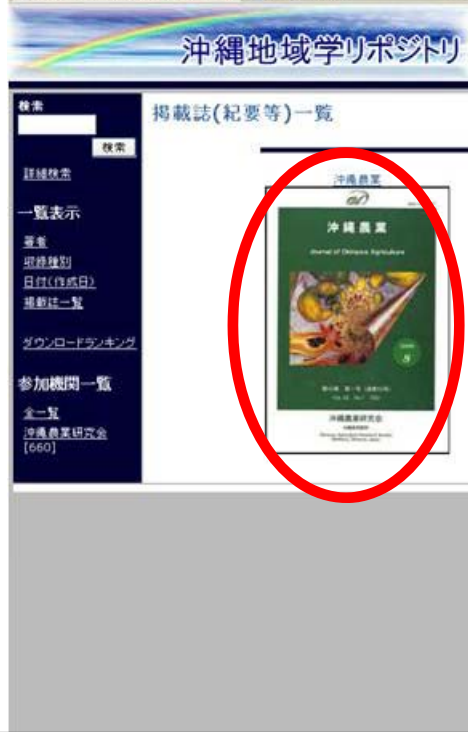 沖縄地域学リポジトリ
検索
検索
詳細検索
一覧表示
著者
収録種別
日付(作成日)
掲載誌一覧
ダウンロードランキング
参加機関一覧
全一覧
沖縄農業研究会
[660]
掲載誌(紀要等)一覧
沖縄農業
沖縄農業
Journal of Okinawa Agriculture
沖縄農業研究会